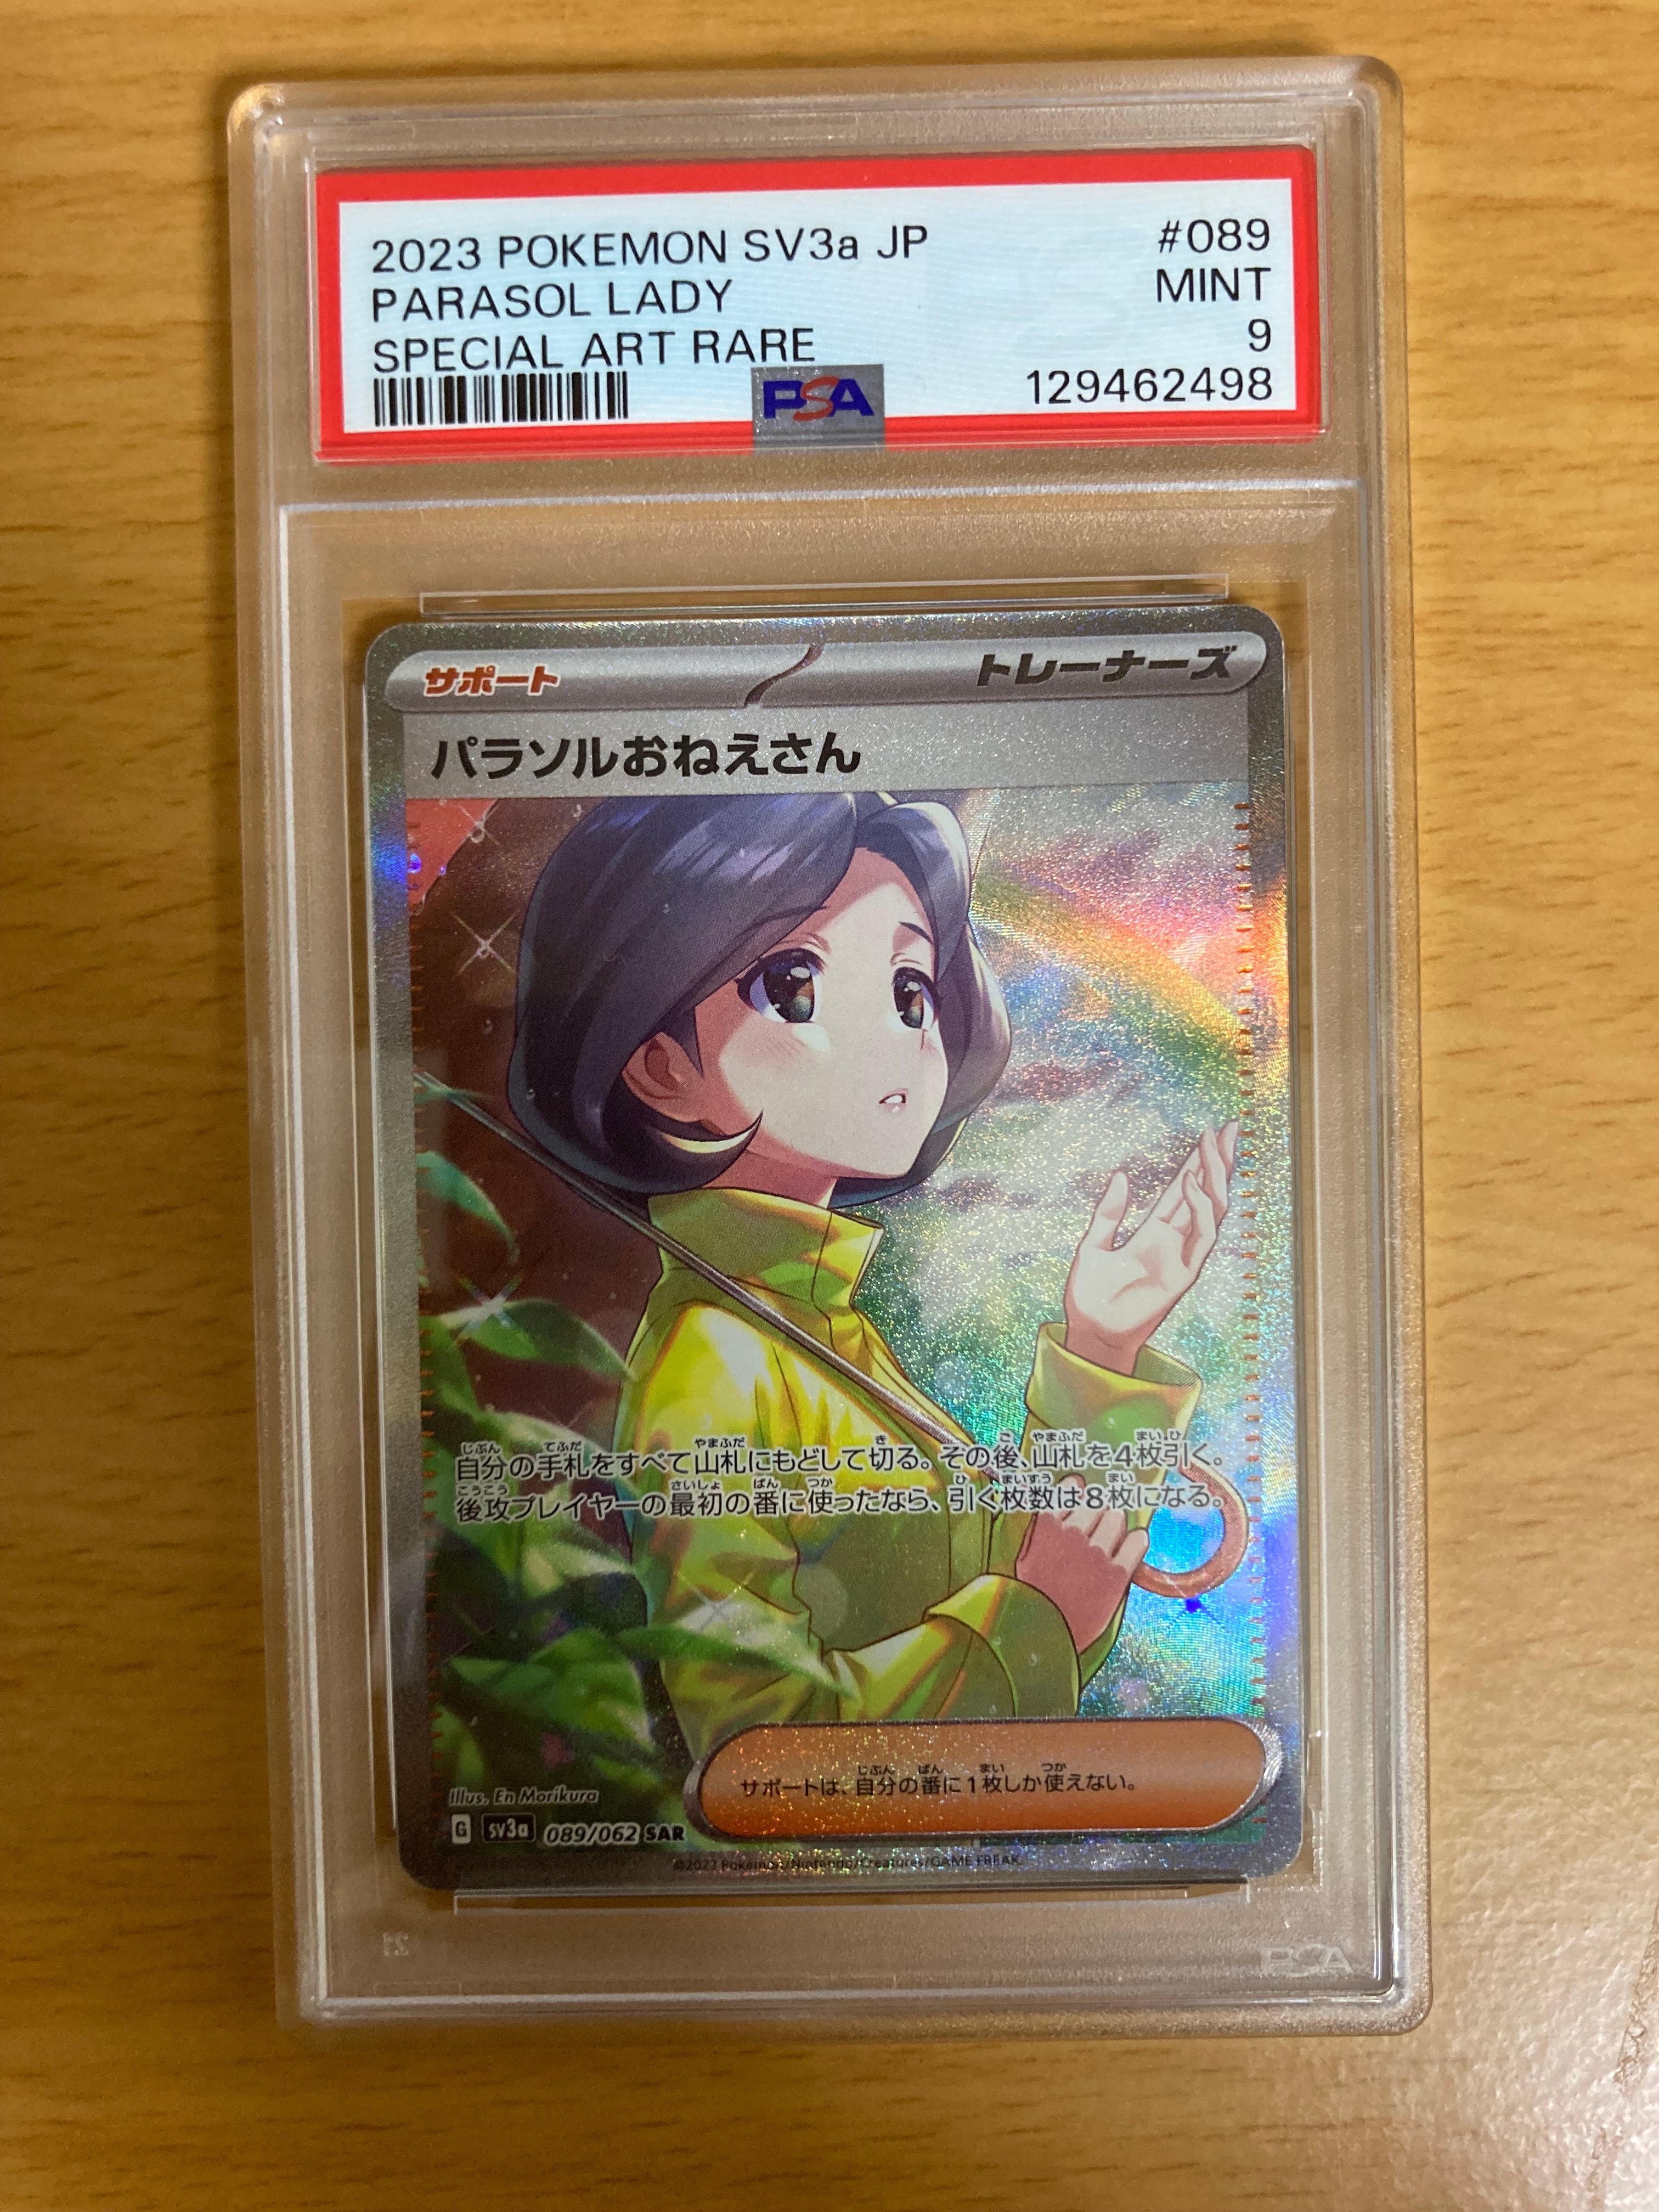 2023 POKEMON SV3a JP #089
PARASOL LADY MINT
SPECIAL ART RARE 9
PSA 129462498
サポート トレーナーズ
パラソルおねえさん
自分の手札をすべて山札にもどして切る。その後、山札を4枚引く。
後攻プレイヤーの最初の番に使ったなら、引く枚数は8枚になる。
サポートは、自分の番に1枚しか使えない。
Illus. En Morikura
G sv3a 089/062 SAR
©2023 Pokémon/Nintendo/Creatures/GAME FREAK.
PSA